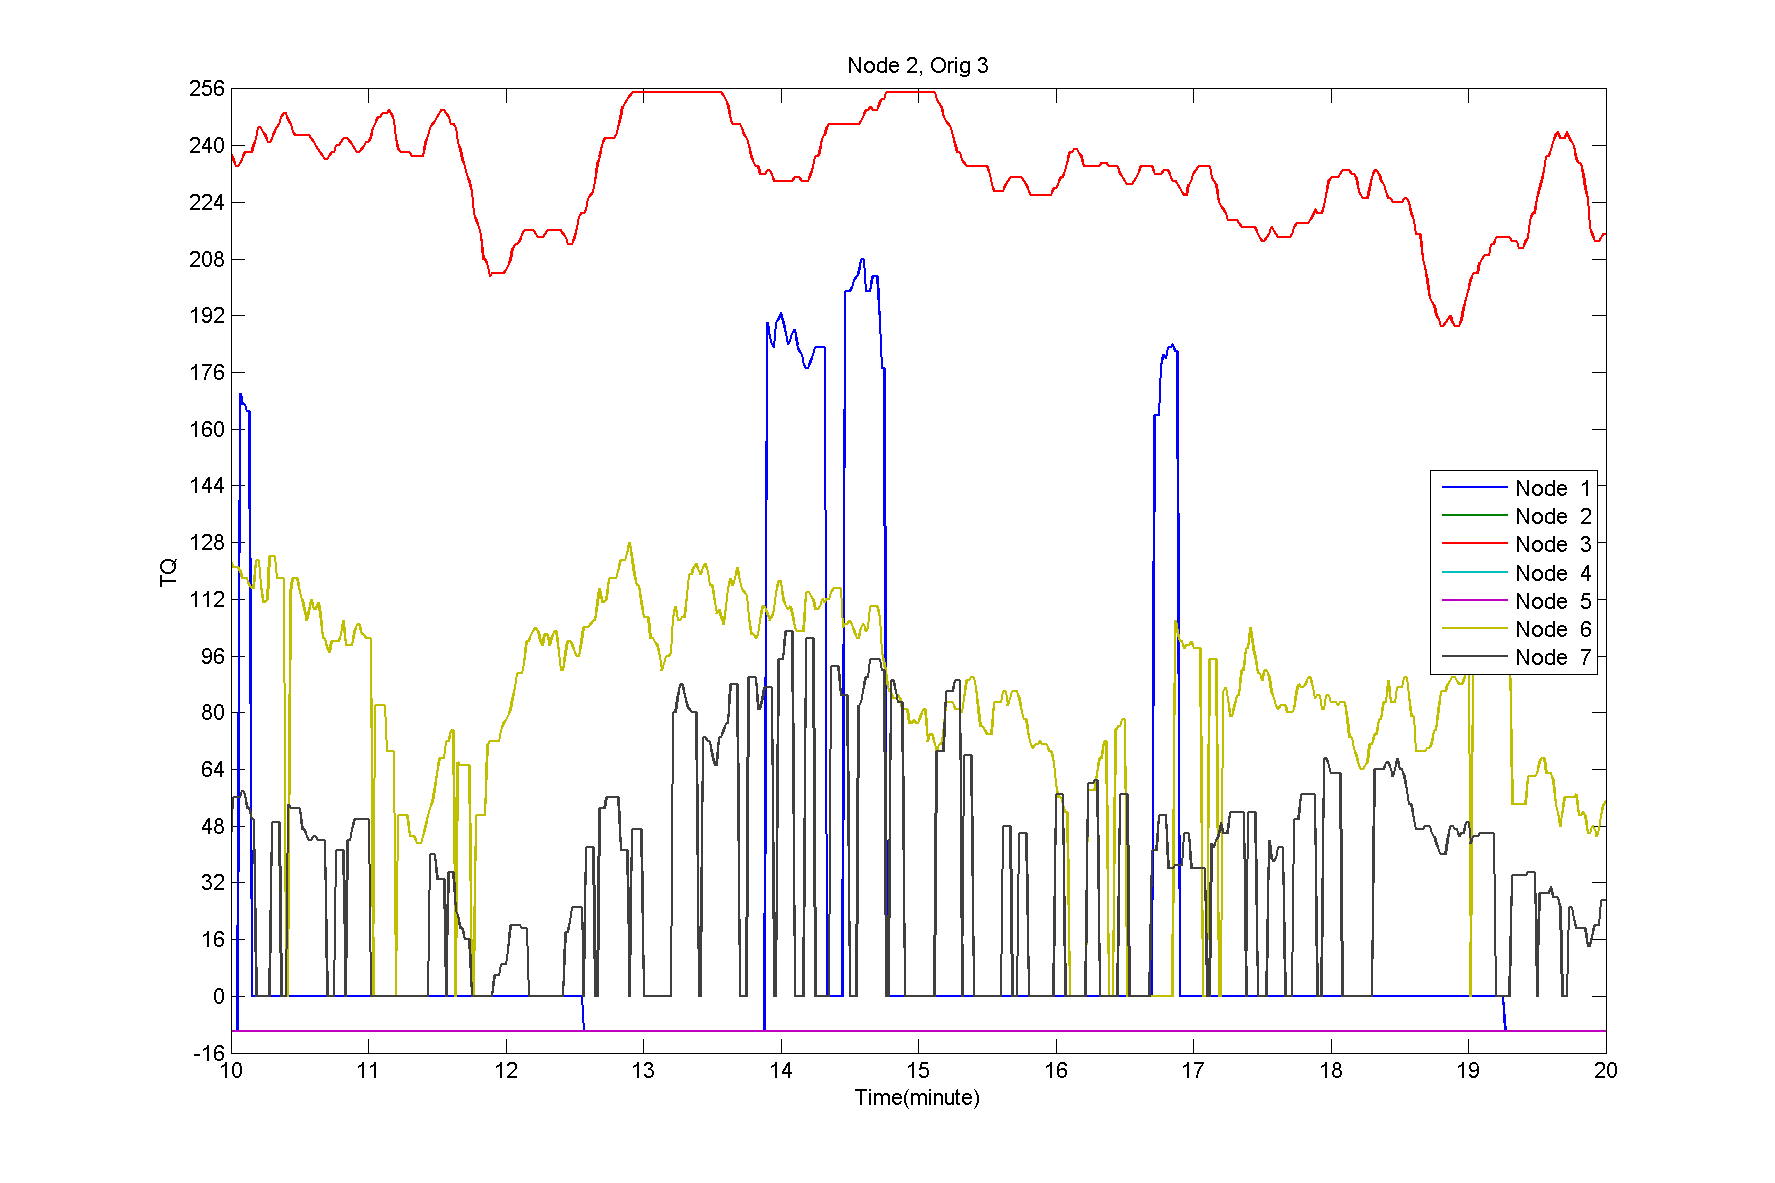 Node 2, Orig 3
256
240
224
208
192
176
160
144
128
112
96
80
64
48
32
16
0
-16
TQ
Node 1
Node 2
Node 3
Node 4
Node 5
Node 6
Node 7
10 11 12 13 14 15 16 17 18 19 20
Time(minute)